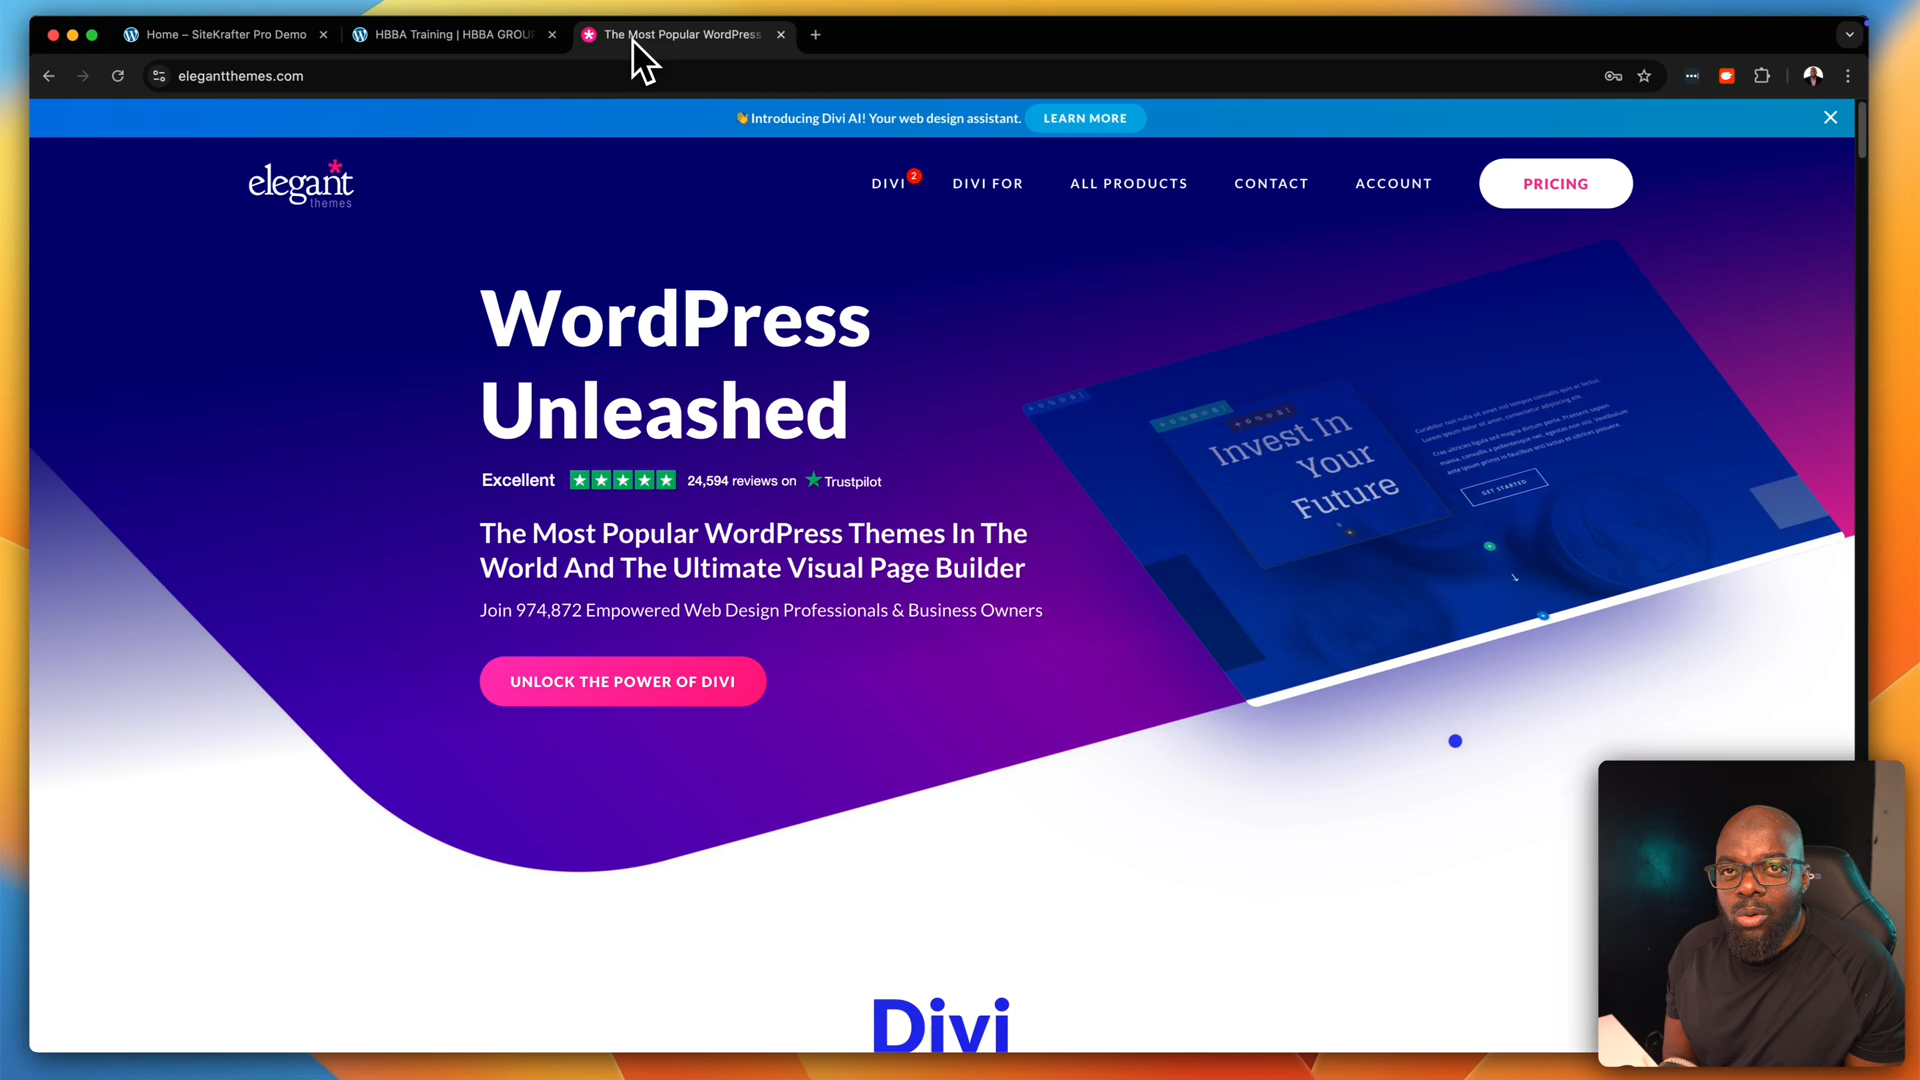 Home – SiteKrafter Pro Demo
HBBA Training | HBBA GROUP
The Most Popular WordPress
elegantthemes.com
👋 Introducing Divi AI! Your web design assistant. LEARN MORE
elegant themes
DIVI 2
DIVI FOR
ALL PRODUCTS
CONTACT
ACCOUNT
PRICING
WordPress
Unleashed
Excellent 24,594 reviews on Trustpilot
The Most Popular WordPress Themes In The
World And The Ultimate Visual Page Builder
Join 974,872 Empowered Web Design Professionals & Business Owners
UNLOCK THE POWER OF DIVI
Invest In
Your
Future
GET STARTED
Divi